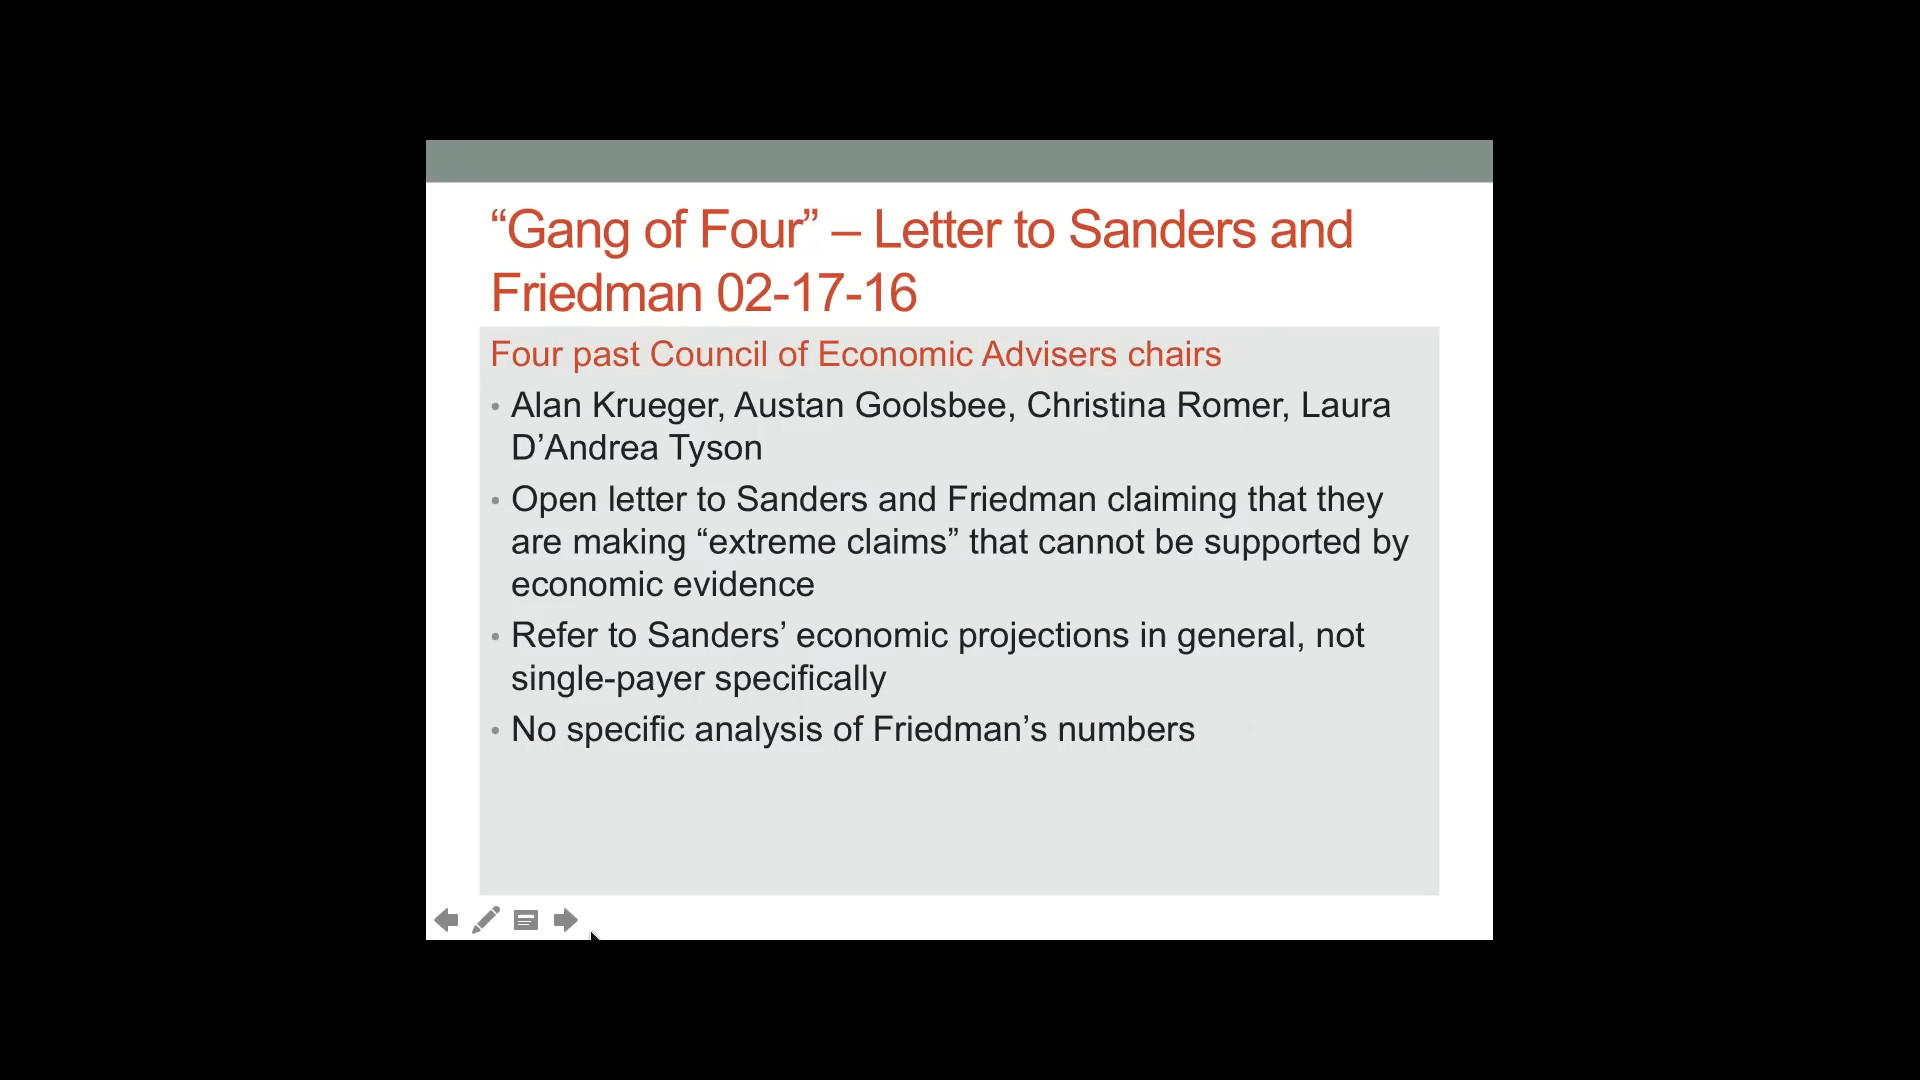 “Gang of Four” – Letter to Sanders and
Friedman 02-17-16
Four past Council of Economic Advisers chairs
• Alan Krueger, Austan Goolsbee, Christina Romer, Laura
D’Andrea Tyson
• Open letter to Sanders and Friedman claiming that they
are making “extreme claims” that cannot be supported by
economic evidence
• Refer to Sanders’ economic projections in general, not
single-payer specifically
• No specific analysis of Friedman’s numbers